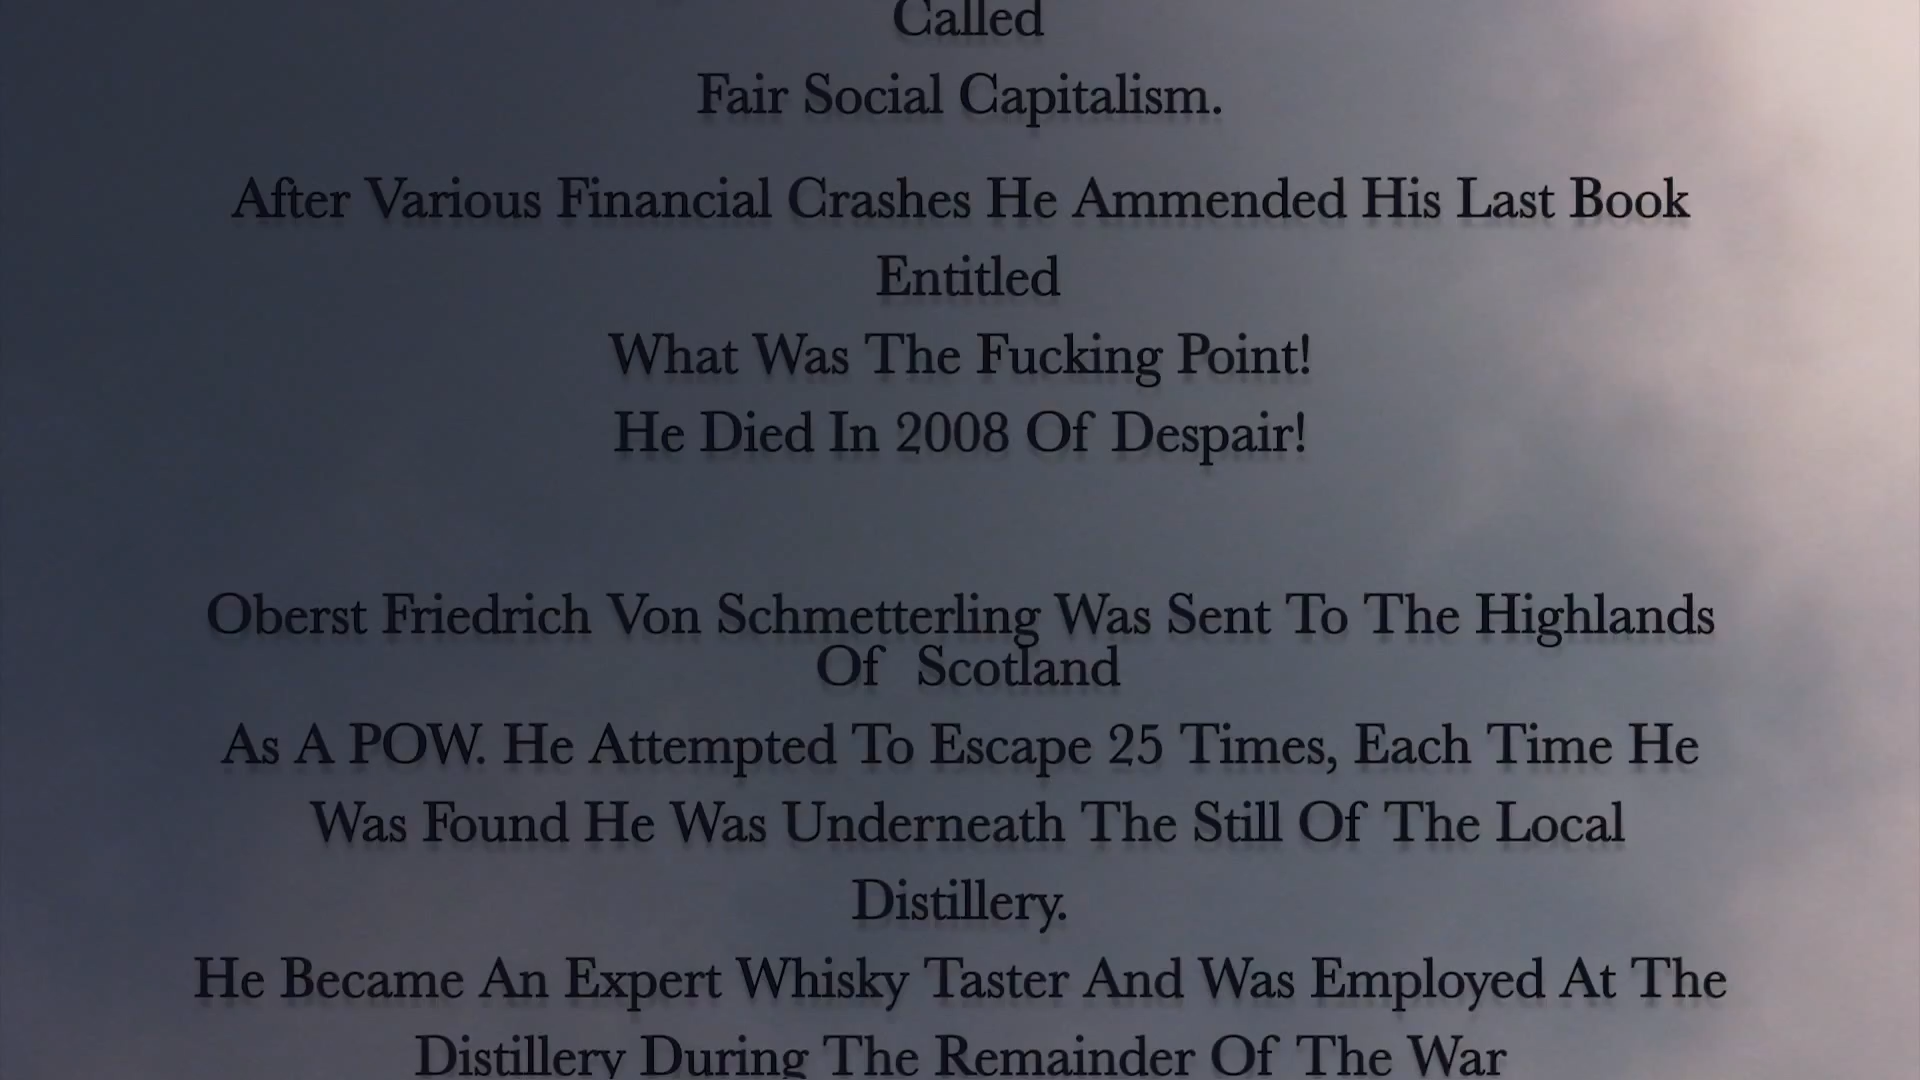 Called
Fair Social Capitalism.
After Various Financial Crashes He Ammended His Last Book
Entitled
What Was The Fucking Point!
He Died In 2008 Of Despair!
Oberst Friedrich Von Schmetterling Was Sent To The Highlands
Of Scotland
As A POW. He Attempted To Escape 25 Times, Each Time He
Was Found He Was Underneath The Still Of The Local
Distillery.
He Became An Expert Whisky Taster And Was Employed At The
Distillery During The Remainder Of The War